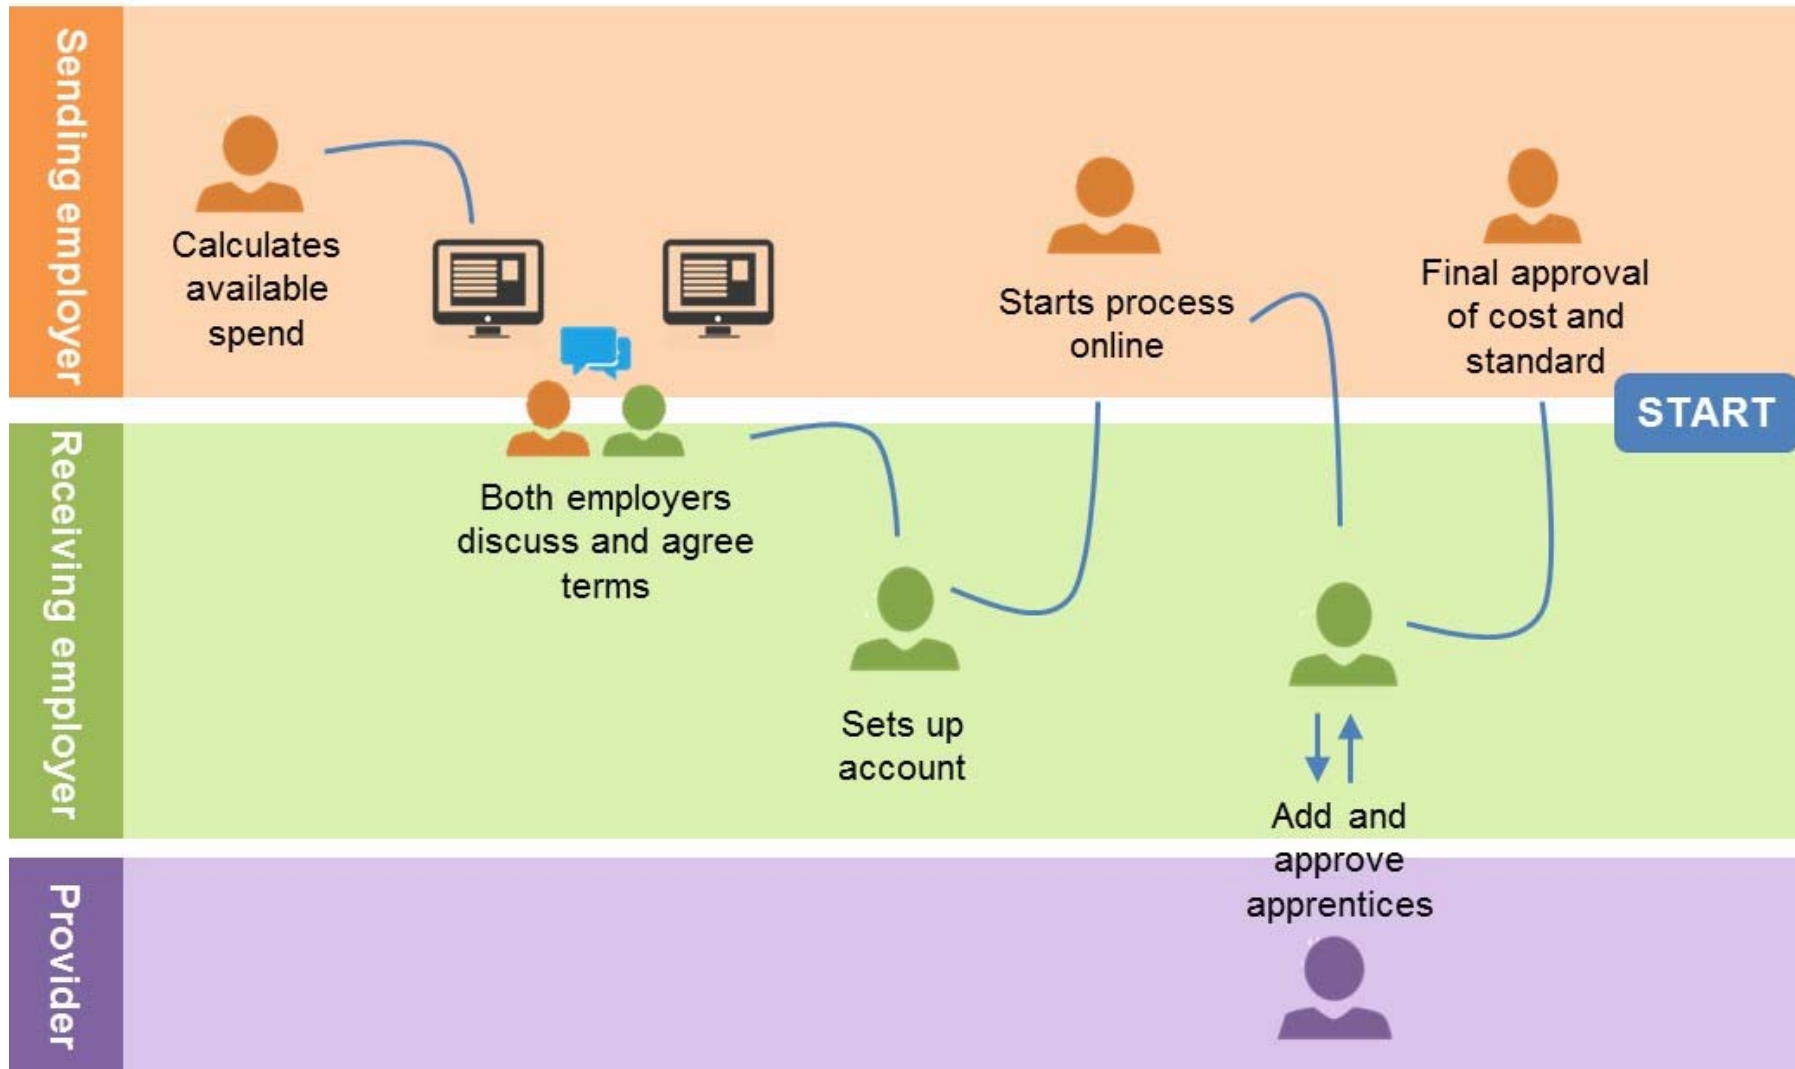 Sending employer
Calculates
available
spend
Starts process
online
Final approval
of cost and
standard
START
Receiving employer
Both employers
discuss and agree
terms
Sets up
account
Add and
approve
apprentices
Provider